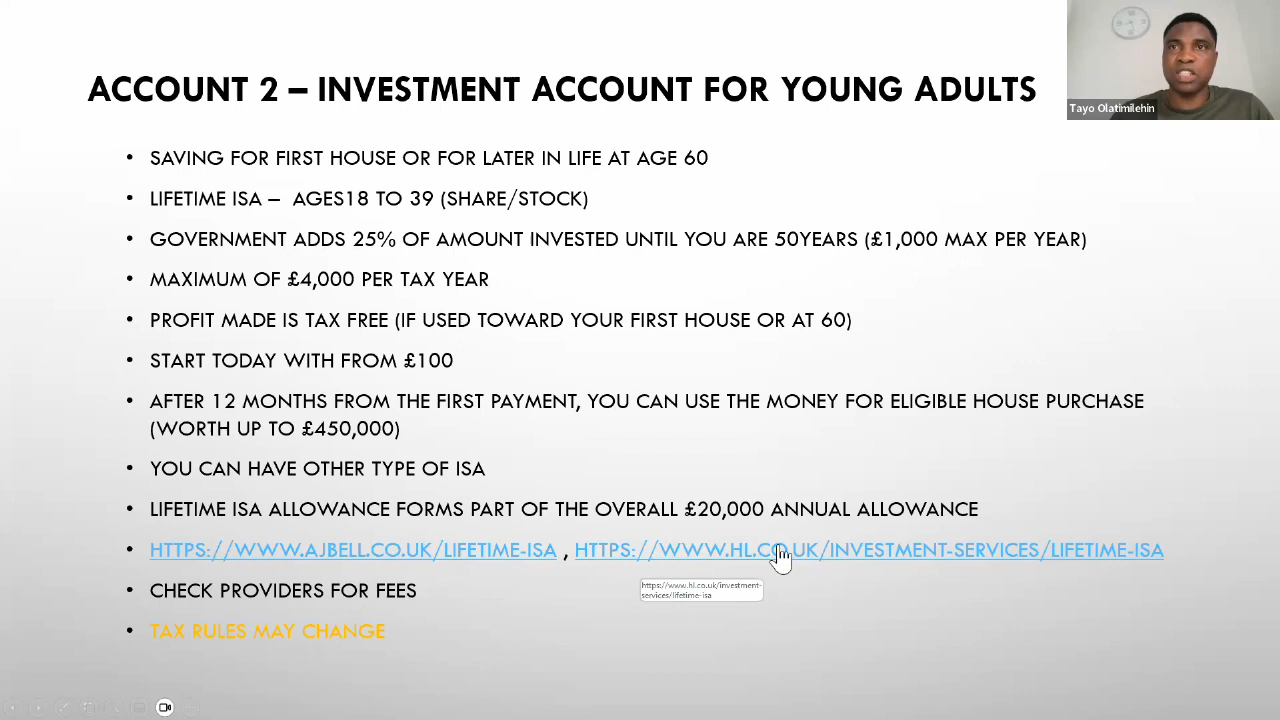 ACCOUNT 2 – INVESTMENT ACCOUNT FOR YOUNG ADULTS
Tayo Olatimilehin
• SAVING FOR FIRST HOUSE OR FOR LATER IN LIFE AT AGE 60
• LIFETIME ISA – AGES18 TO 39 (SHARE/STOCK)
• GOVERNMENT ADDS 25% OF AMOUNT INVESTED UNTIL YOU ARE 50YEARS (£1,000 MAX PER YEAR)
• MAXIMUM OF £4,000 PER TAX YEAR
• PROFIT MADE IS TAX FREE (IF USED TOWARD YOUR FIRST HOUSE OR AT 60)
• START TODAY WITH FROM £100
• AFTER 12 MONTHS FROM THE FIRST PAYMENT, YOU CAN USE THE MONEY FOR ELIGIBLE HOUSE PURCHASE
(WORTH UP TO £450,000)
• YOU CAN HAVE OTHER TYPE OF ISA
• LIFETIME ISA ALLOWANCE FORMS PART OF THE OVERALL £20,000 ANNUAL ALLOWANCE
• HTTPS://WWW.AJBELL.CO.UK/LIFETIME-ISA , HTTPS://WWW.HL.CO.UK/INVESTMENT-SERVICES/LIFETIME-ISA
https://www.hl.co.uk/investment-
services/lifetime-isa
• CHECK PROVIDERS FOR FEES
• TAX RULES MAY CHANGE